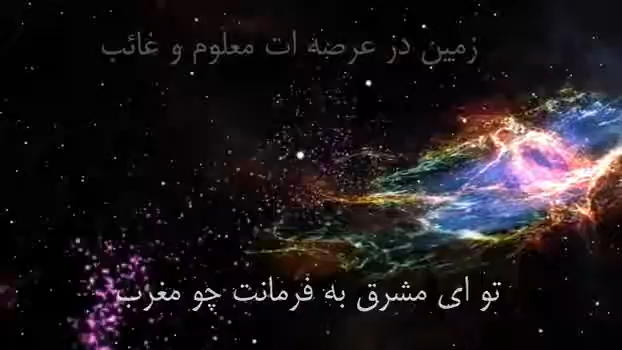 زمین در عرصه ات معلوم و غائب
تو ای مشرق به فرمانت چو مغرب